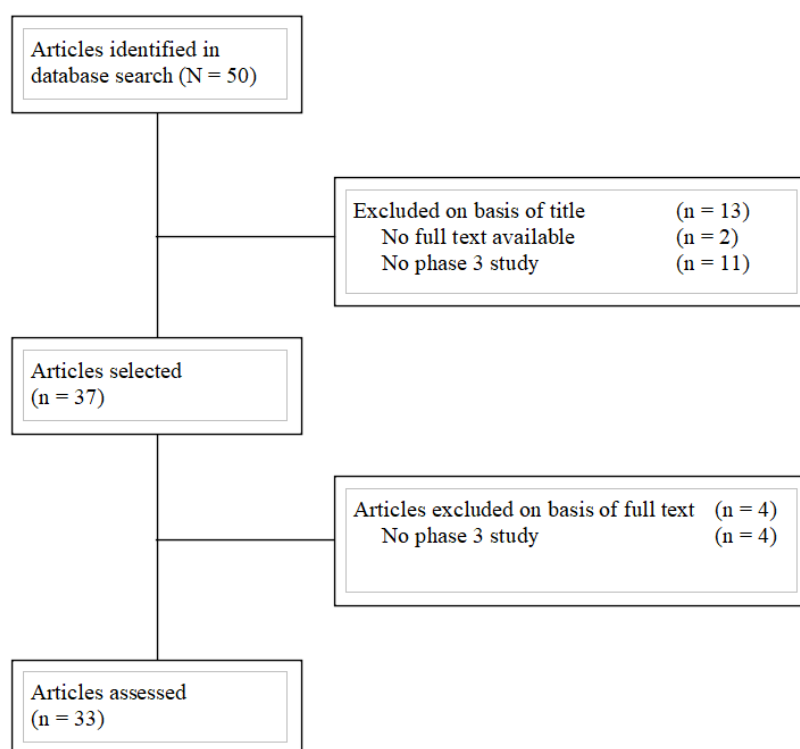 Articles identified in
database search (N = 50)
Excluded on basis of title (n = 13)
No full text available (n = 2)
No phase 3 study (n = 11)
Articles selected
(n = 37)
Articles excluded on basis of full text (n = 4)
No phase 3 study (n = 4)
Articles assessed
(n = 33)